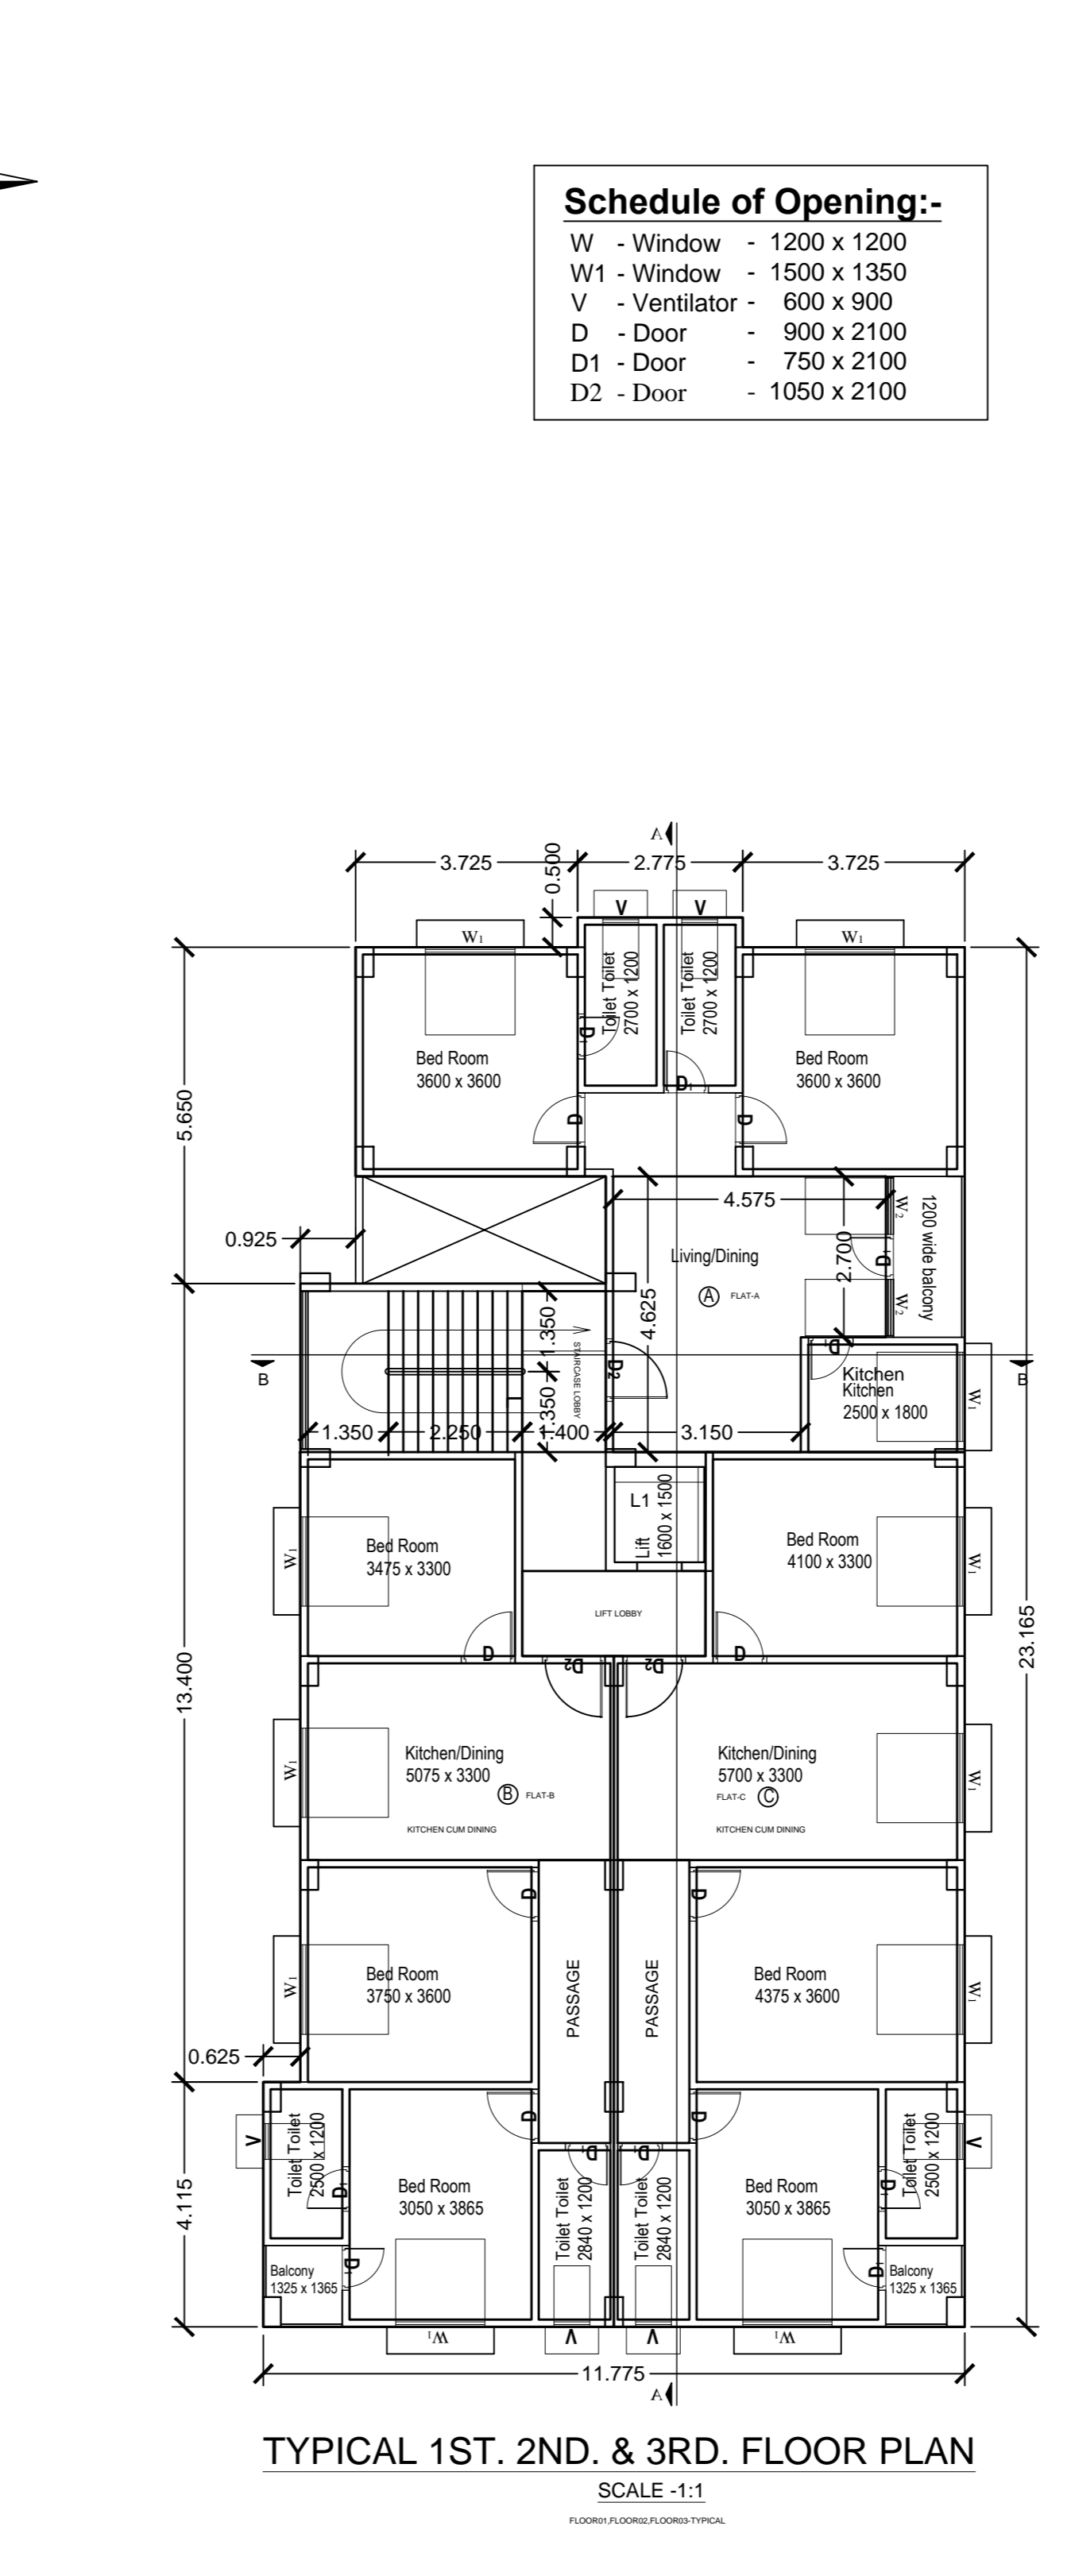 Schedule of Opening:-
W - Window - 1200 x 1200
W1 - Window - 1500 x 1350
V - Ventilator - 600 x 900
D - Door - 900 x 2100
D1 - Door - 750 x 2100
D2 - Door - 1050 x 2100
A
3.725
0.500
2.775
3.725
V
V
W1
W1
Toilet Toilet
2700 x 1200
Toilet Toilet
2700 x 1200
D1
D1
Bed Room
3600 x 3600
Bed Room
3600 x 3600
D
D
5.650
4.575
W2
1200 wide balcony
0.925
Living/Dining
2.700
D
A
FLAT-A
W2
4.625
1.350
STAIRCASE LOBBY
D2
D1
B
B
Kitchen
Kitchen
2500 x 1800
W1
1.350
2.250
1.350
1.400
3.150
L1
Lift
1600 x 1500
W1
Bed Room
3475 x 3300
Bed Room
4100 x 3300
W1
LIFT LOBBY
D
D2
D2
D
13.400
23.165
W1
Kitchen/Dining
5075 x 3300
B
FLAT-B
KITCHEN CUM DINING
Kitchen/Dining
5700 x 3300
FLAT-C
C
KITCHEN CUM DINING
W1
D
D
W1
Bed Room
3750 x 3600
PASSAGE
PASSAGE
Bed Room
4375 x 3600
W1
0.625
D
D
V
Toilet Toilet
2500 x 1200
D1
D1
D1
D1
Toilet Toilet
2500 x 1200
V
4.115
Bed Room
3050 x 3865
Toilet Toilet
2840 x 1200
Toilet Toilet
2840 x 1200
Bed Room
3050 x 3865
Balcony
1325 x 1365
D1
D1
Balcony
1325 x 1365
W1
V
V
W1
11.775
A
TYPICAL 1ST. 2ND. & 3RD. FLOOR PLAN
SCALE -1:1
FLOOR01,FLOOR02,FLOOR03-TYPICAL